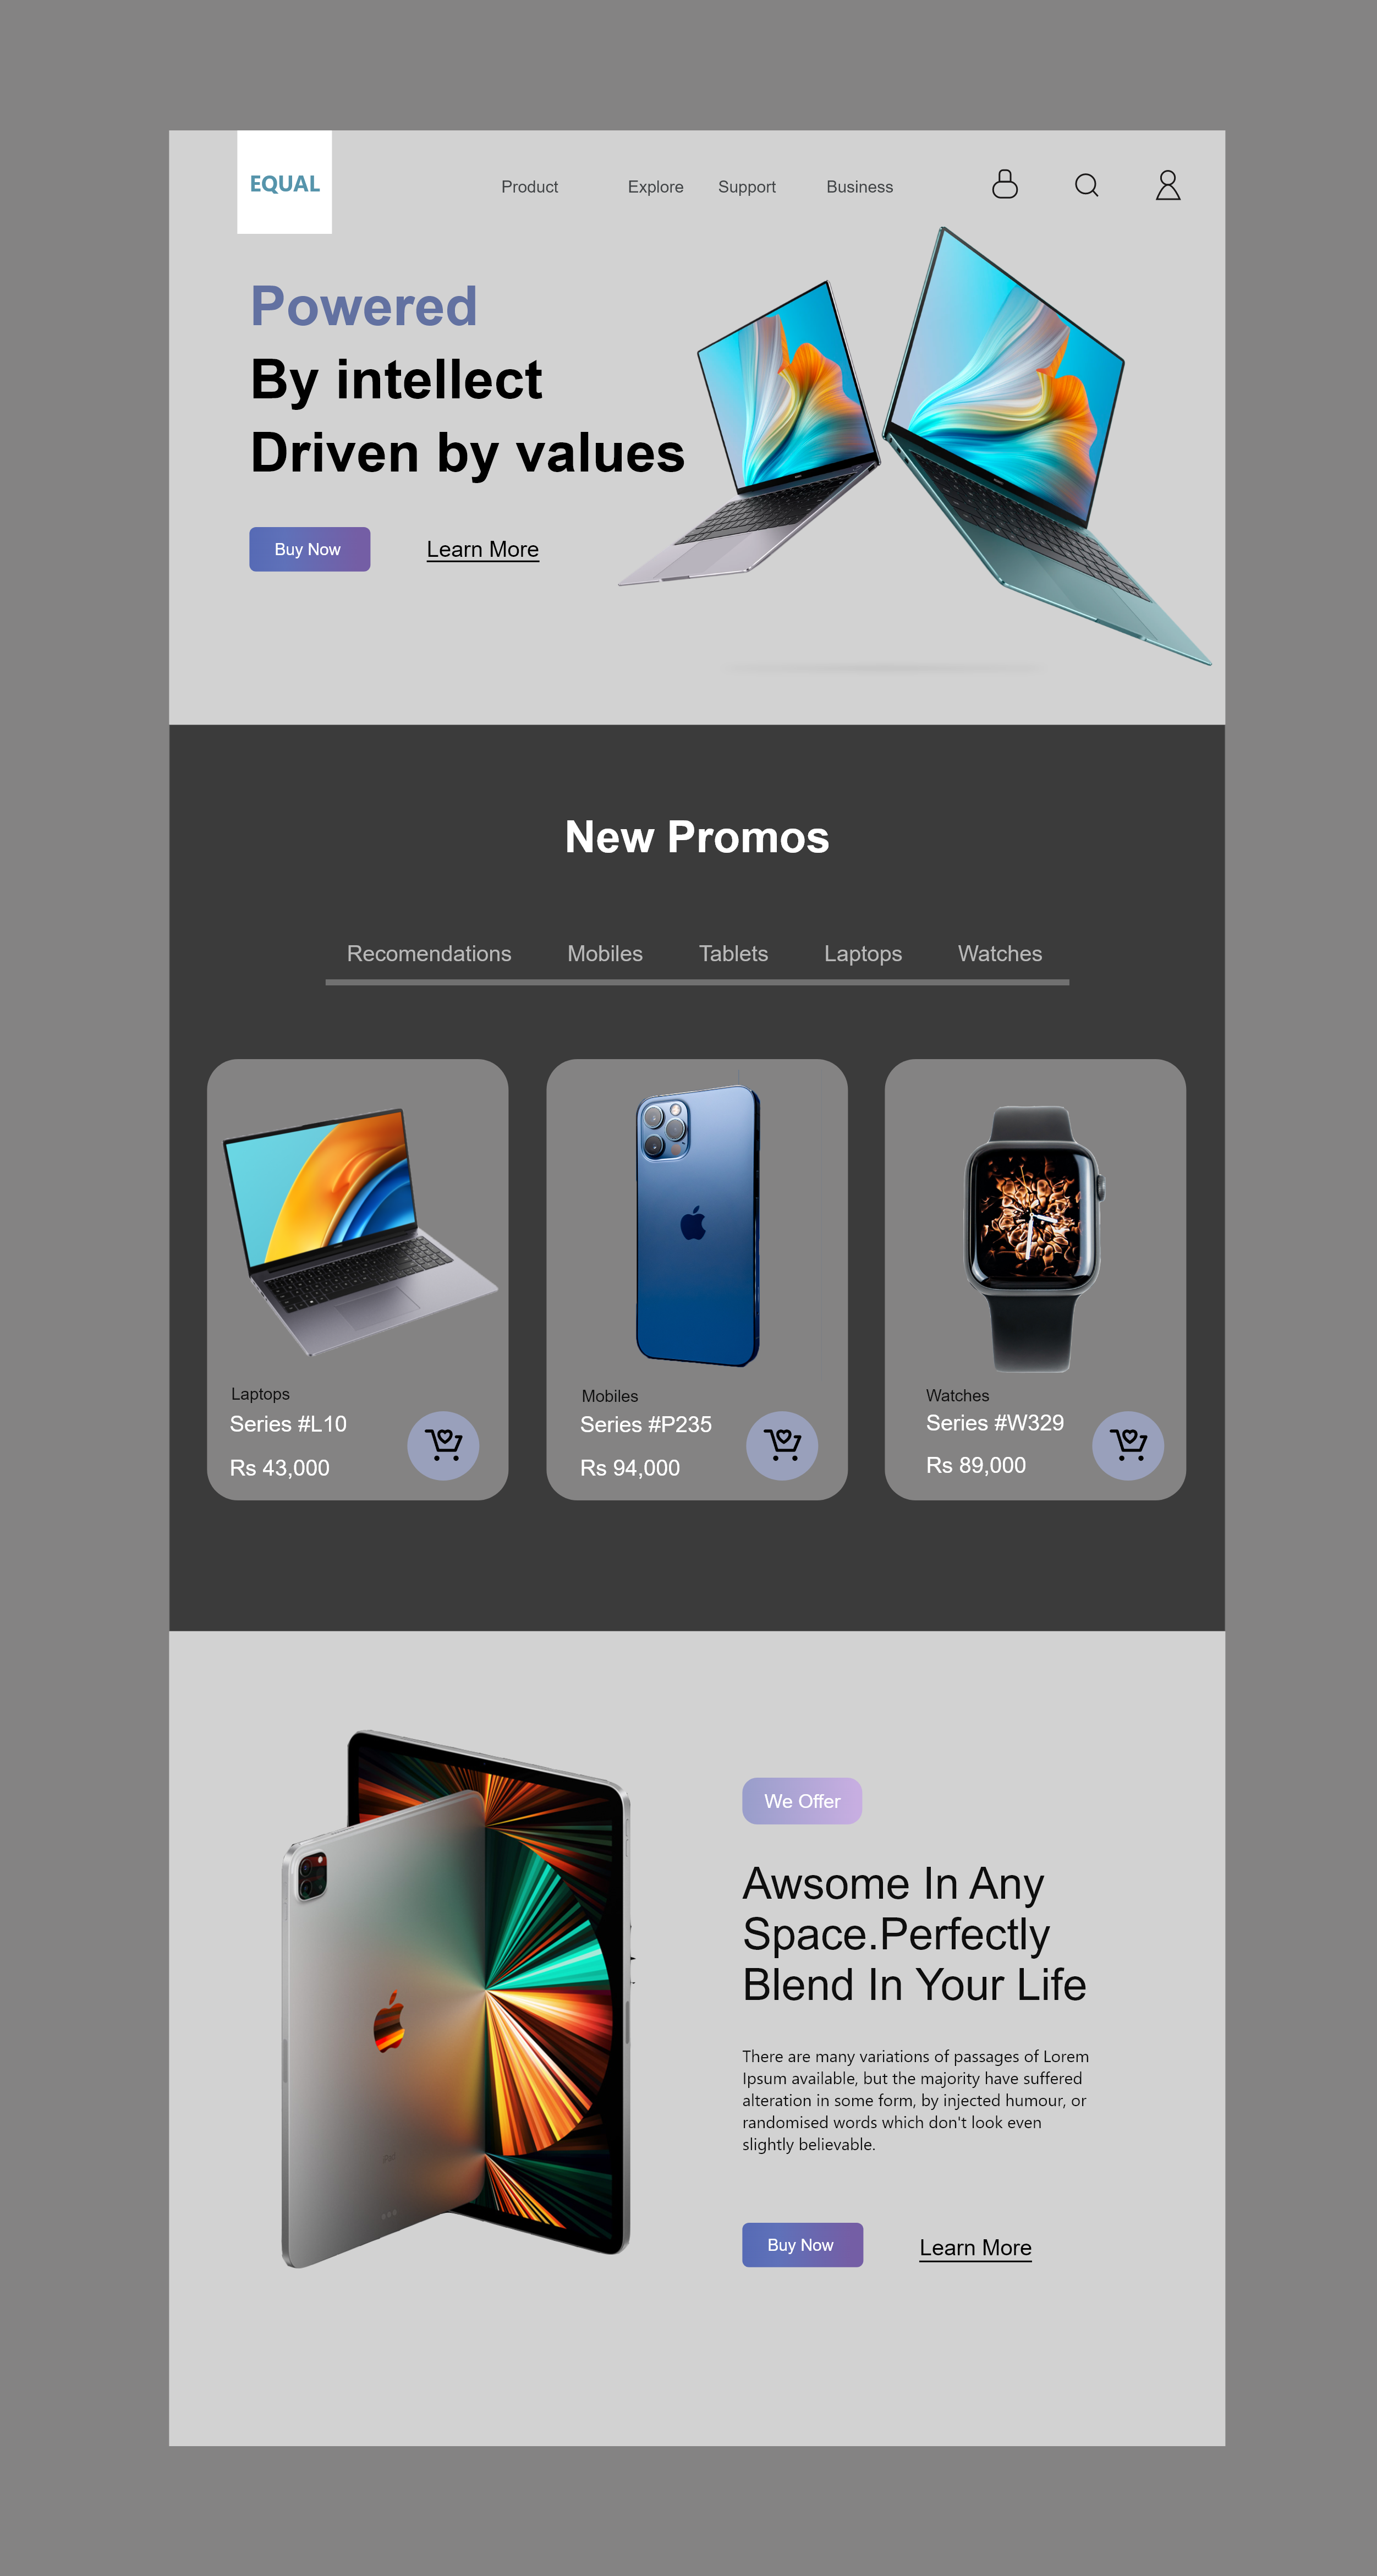 EQUAL
Product Explore Support Business
Powered
By intellect
Driven by values
Buy Now Learn More
New Promos
Recomendations Mobiles Tablets Laptops Watches
Laptops
Series #L10
Rs 43,000
Mobiles
Series #P235
Rs 94,000
Watches
Series #W329
Rs 89,000
We Offer
Awsome In Any
Space.Perfectly
Blend In Your Life
There are many variations of passages of Lorem
Ipsum available, but the majority have suffered
alteration in some form, by injected humour, or
randomised words which don't look even
slightly believable.
Buy Now Learn More